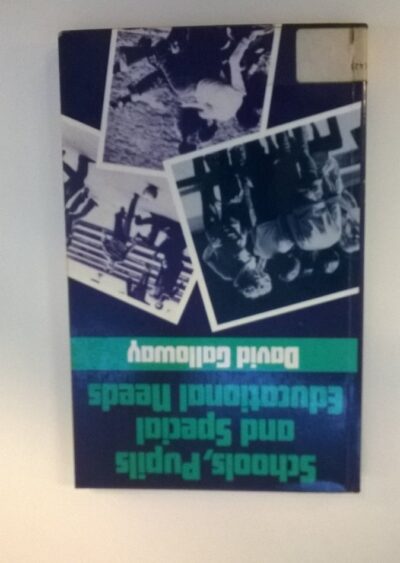 Schools, Pupils
and Special
Educational Needs
David Galloway